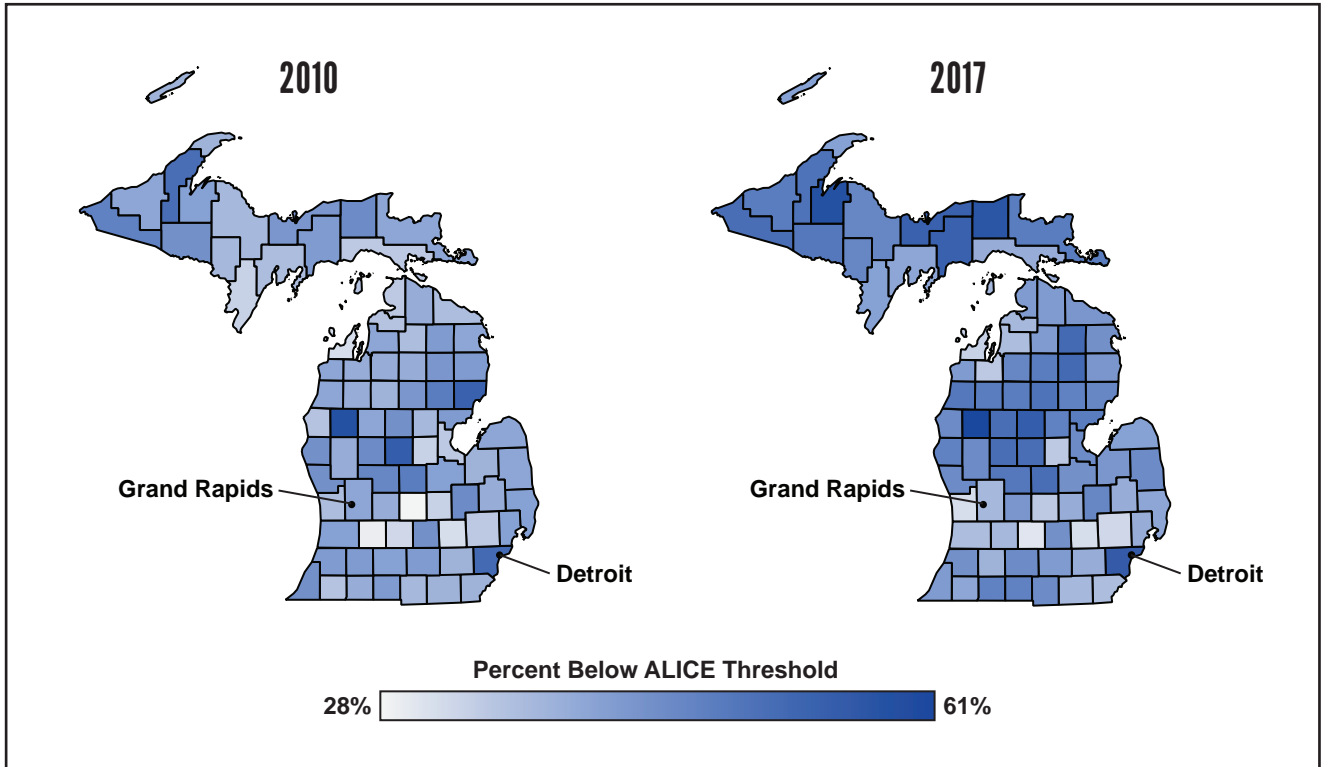 2010
2017
Grand Rapids
Grand Rapids
Detroit
Detroit
Percent Below ALICE Threshold
28%
61%